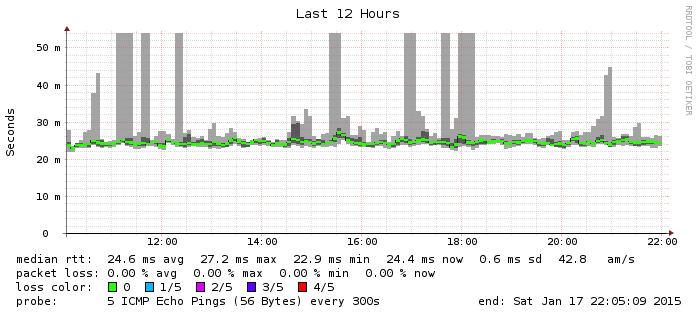 Last 12 Hours
RRDTOOL / TOBI OETIKER
Seconds
50 m
40 m
30 m
20 m
10 m
0
12:00 14:00 16:00 18:00 20:00 22:00
median rtt: 24.6 ms avg 27.2 ms max 22.9 ms min 24.4 ms now 0.6 ms sd 42.8 am/s
packet loss: 0.00 % avg 0.00 % max 0.00 % min 0.00 % now
loss color: 0 1/5 2/5 3/5 4/5
probe: 5 ICMP Echo Pings (56 Bytes) every 300s end: Sat Jan 17 22:05:09 2015